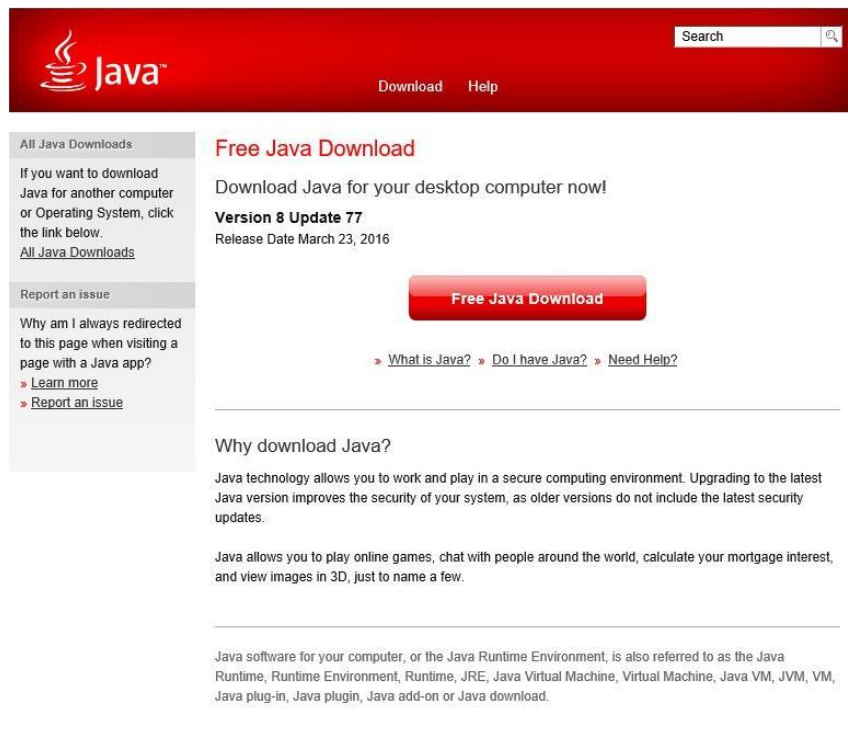 Search
Java™
Download Help
All Java Downloads
If you want to download
Java for another computer
or Operating System, click
the link below.
All Java Downloads
Report an issue
Why am I always redirected
to this page when visiting a
page with a Java app?
» Learn more
» Report an issue
Free Java Download
Download Java for your desktop computer now!
Version 8 Update 77
Release Date March 23, 2016
Free Java Download
» What is Java? » Do I have Java? » Need Help?
Why download Java?
Java technology allows you to work and play in a secure computing environment. Upgrading to the latest
Java version improves the security of your system, as older versions do not include the latest security
updates.
Java allows you to play online games, chat with people around the world, calculate your mortgage interest,
and view images in 3D, just to name a few.
Java software for your computer, or the Java Runtime Environment, is also referred to as the Java
Runtime, Runtime Environment, Runtime, JRE, Java Virtual Machine, Virtual Machine, Java VM, JVM, VM,
Java plug-in, Java plugin, Java add-on or Java download.